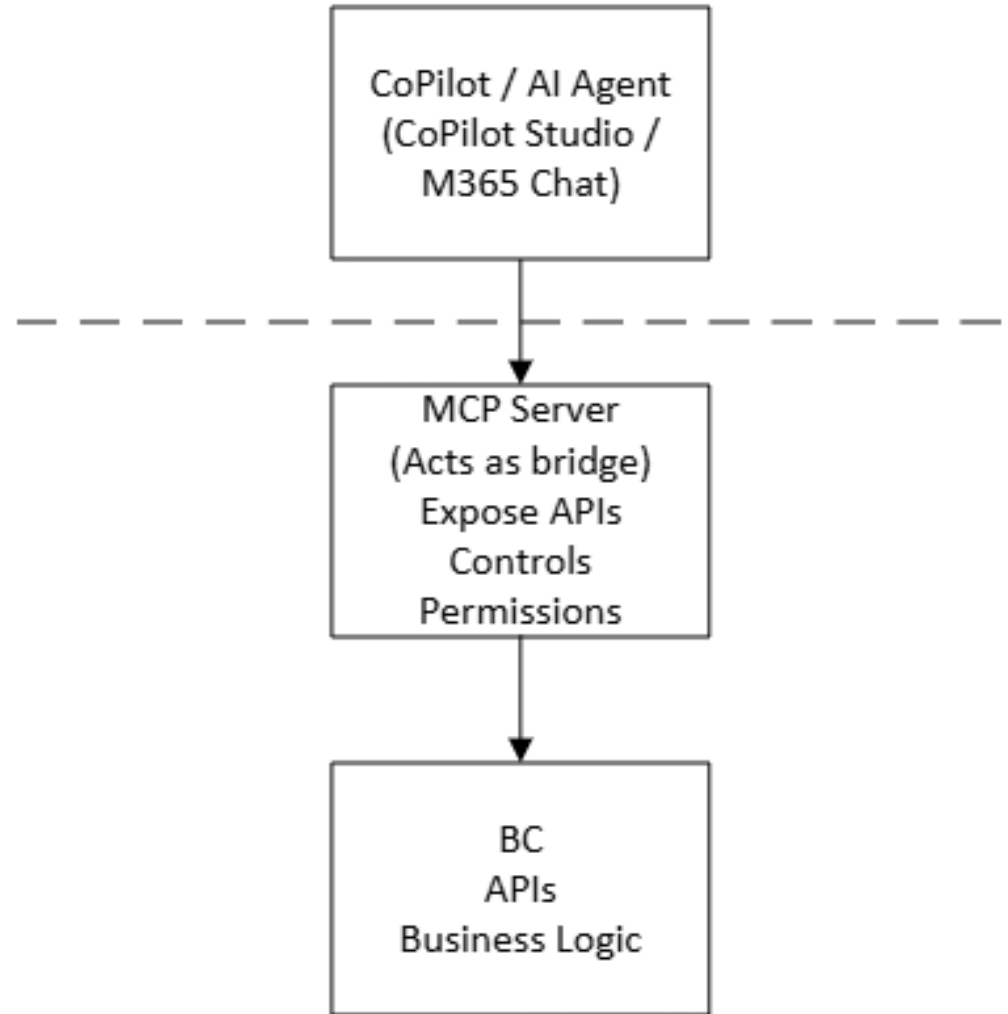 CoPilot / AI Agent
(CoPilot Studio /
M365 Chat)
MCP Server
(Acts as bridge)
Expose APIs
Controls
Permissions
BC
APIs
Business Logic